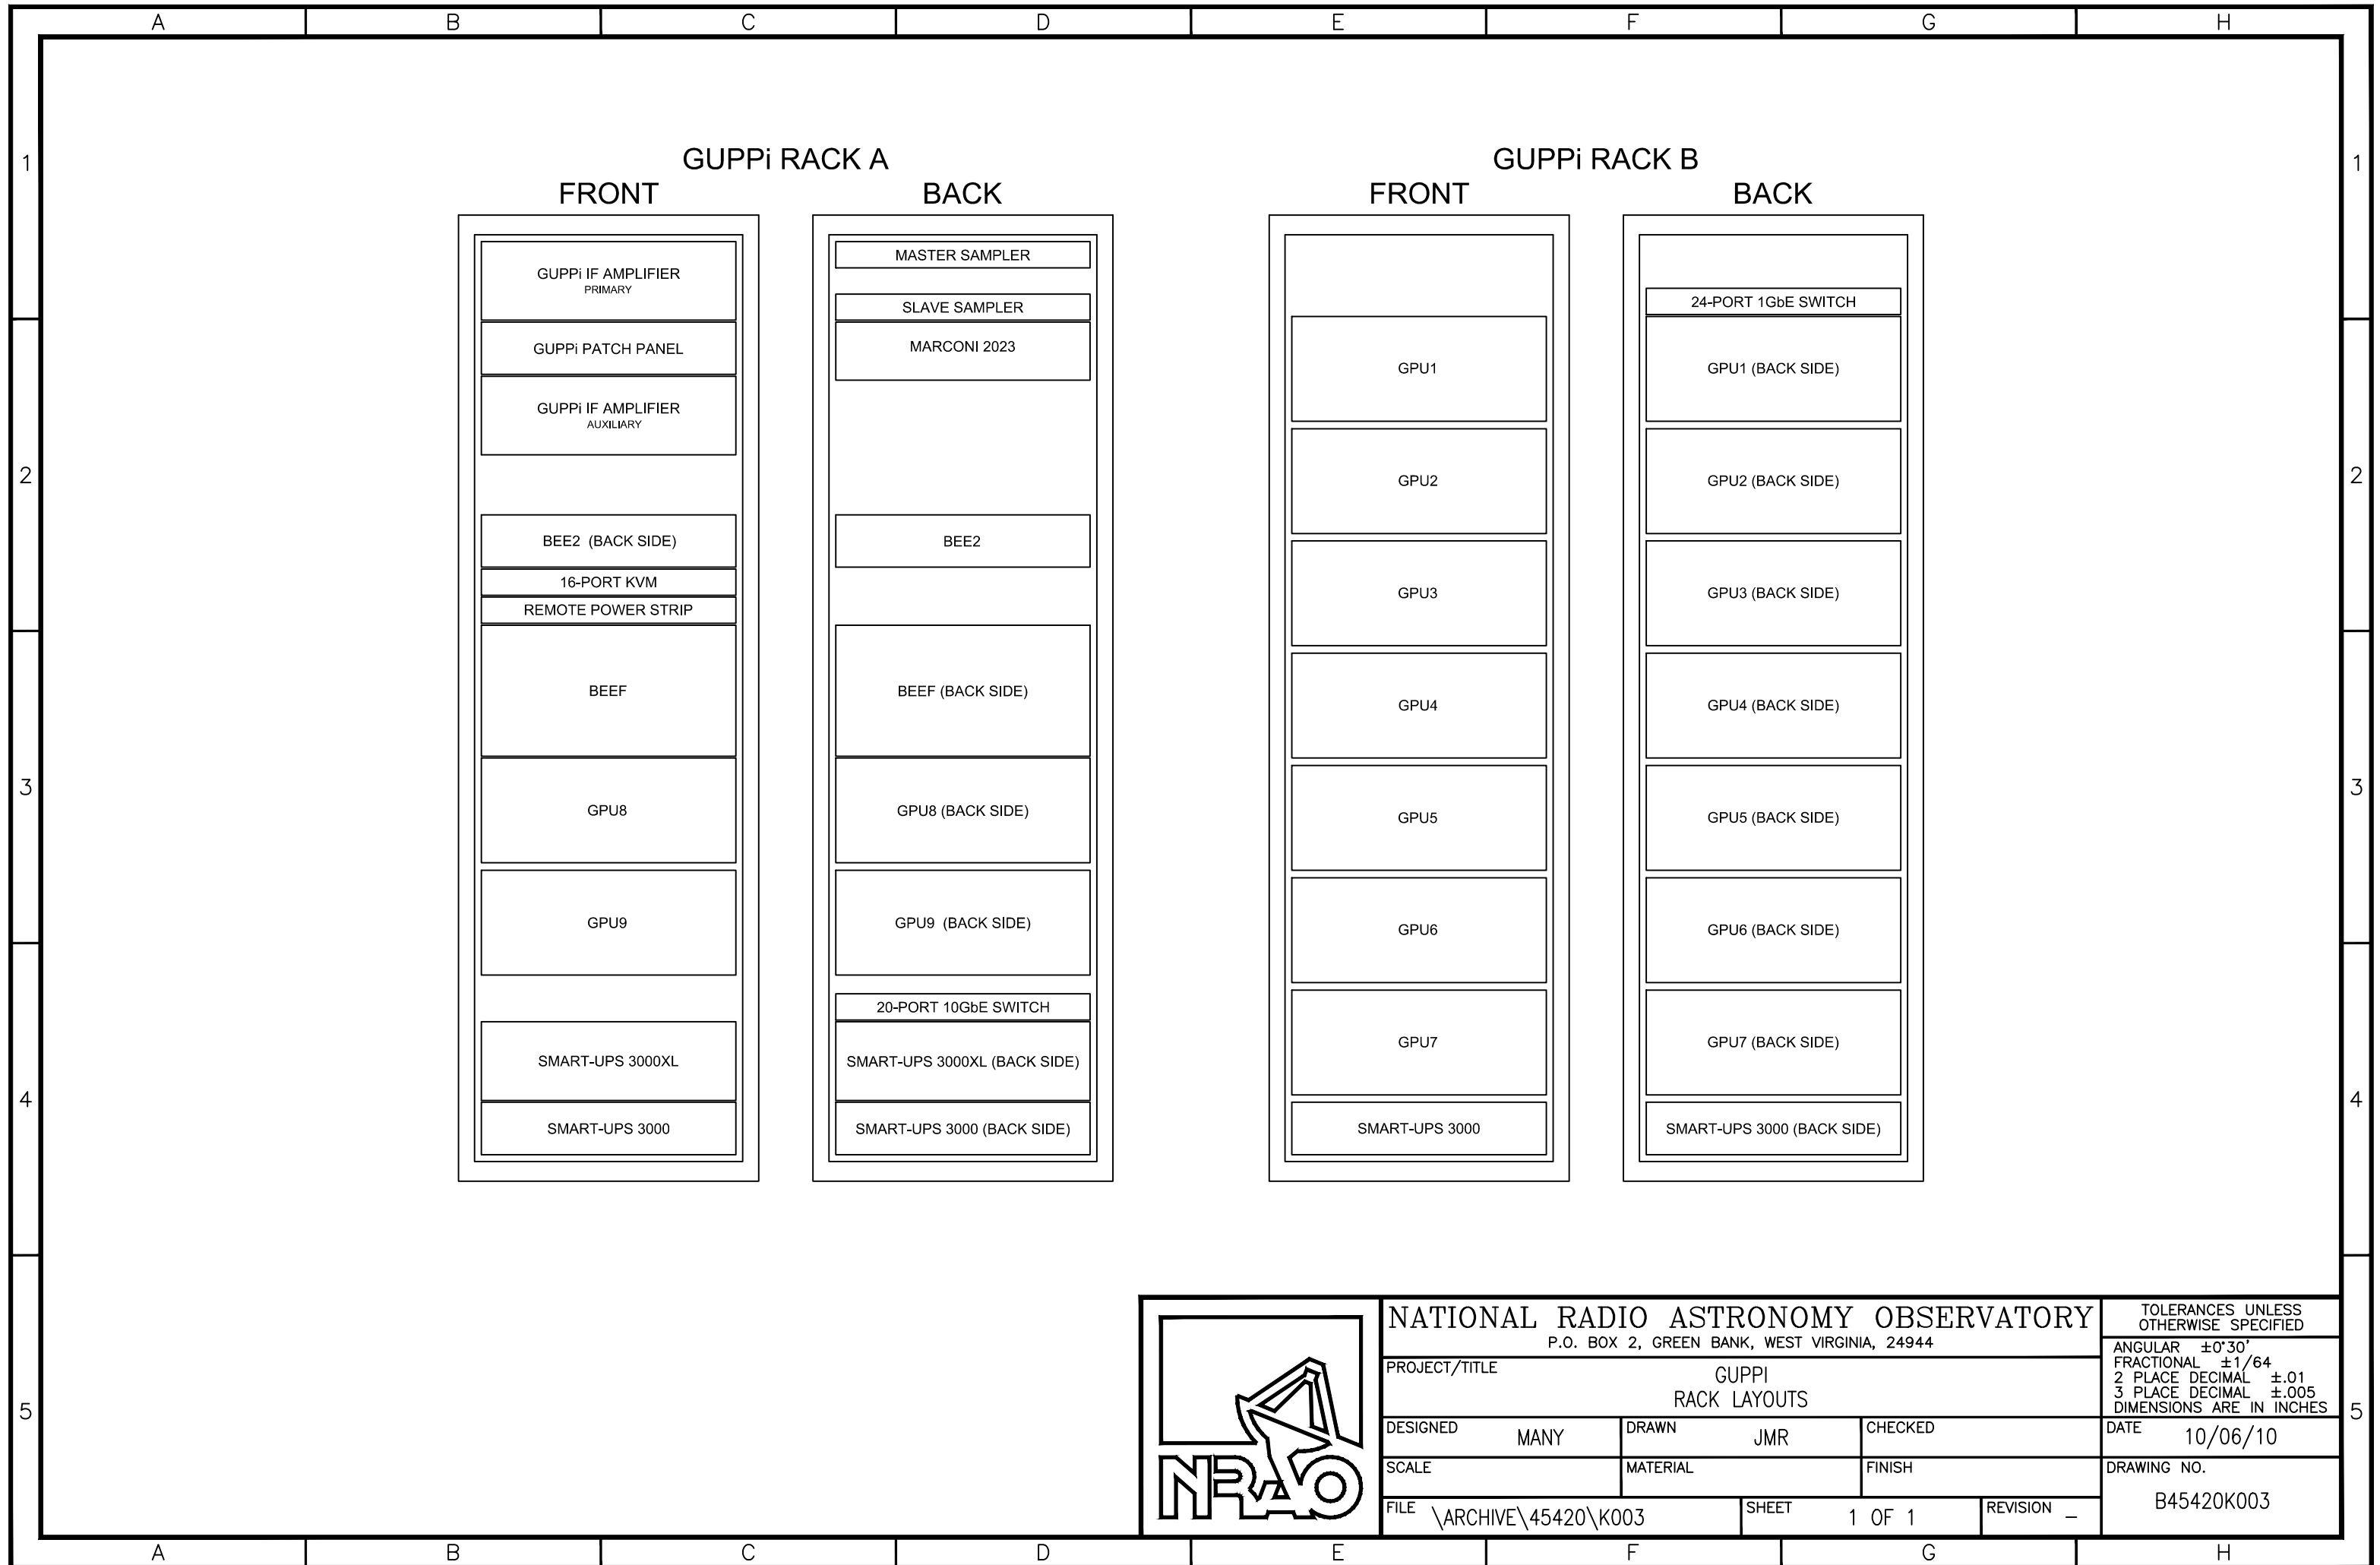 A B C D E F G H
1 1
GUPPi RACK A
FRONT
BACK
GUPPi IF AMPLIFIER
PRIMARY
GUPPi PATCH PANEL
GUPPi IF AMPLIFIER
AUXILIARY
BEE2 (BACK SIDE)
16-PORT KVM
REMOTE POWER STRIP
BEEF
GPU8
GPU9
SMART-UPS 3000XL
SMART-UPS 3000
MASTER SAMPLER
SLAVE SAMPLER
MARCONI 2023
BEE2
BEEF (BACK SIDE)
GPU8 (BACK SIDE)
GPU9 (BACK SIDE)
20-PORT 10GbE SWITCH
SMART-UPS 3000XL (BACK SIDE)
SMART-UPS 3000 (BACK SIDE)
GUPPi RACK B
FRONT
BACK
GPU1
GPU2
GPU3
GPU4
GPU5
GPU6
GPU7
SMART-UPS 3000
24-PORT 1GbE SWITCH
GPU1 (BACK SIDE)
GPU2 (BACK SIDE)
GPU3 (BACK SIDE)
GPU4 (BACK SIDE)
GPU5 (BACK SIDE)
GPU6 (BACK SIDE)
GPU7 (BACK SIDE)
SMART-UPS 3000 (BACK SIDE)
2 2
3 3
4 4
5 5
NRAO
NATIONAL RADIO ASTRONOMY OBSERVATORY
P.O. BOX 2, GREEN BANK, WEST VIRGINIA, 24944
PROJECT/TITLE
GUPPI
RACK LAYOUTS
DESIGNED MANY
DRAWN JMR
CHECKED
SCALE
MATERIAL
FINISH
FILE \ARCHIVE\45420\K003
SHEET 1 OF 1
REVISION –
TOLERANCES UNLESS
OTHERWISE SPECIFIED
ANGULAR ±0°30'
FRACTIONAL ±1/64
2 PLACE DECIMAL ±.01
3 PLACE DECIMAL ±.005
DIMENSIONS ARE IN INCHES
DATE 10/06/10
DRAWING NO.
B45420K003
A B C D E F G H